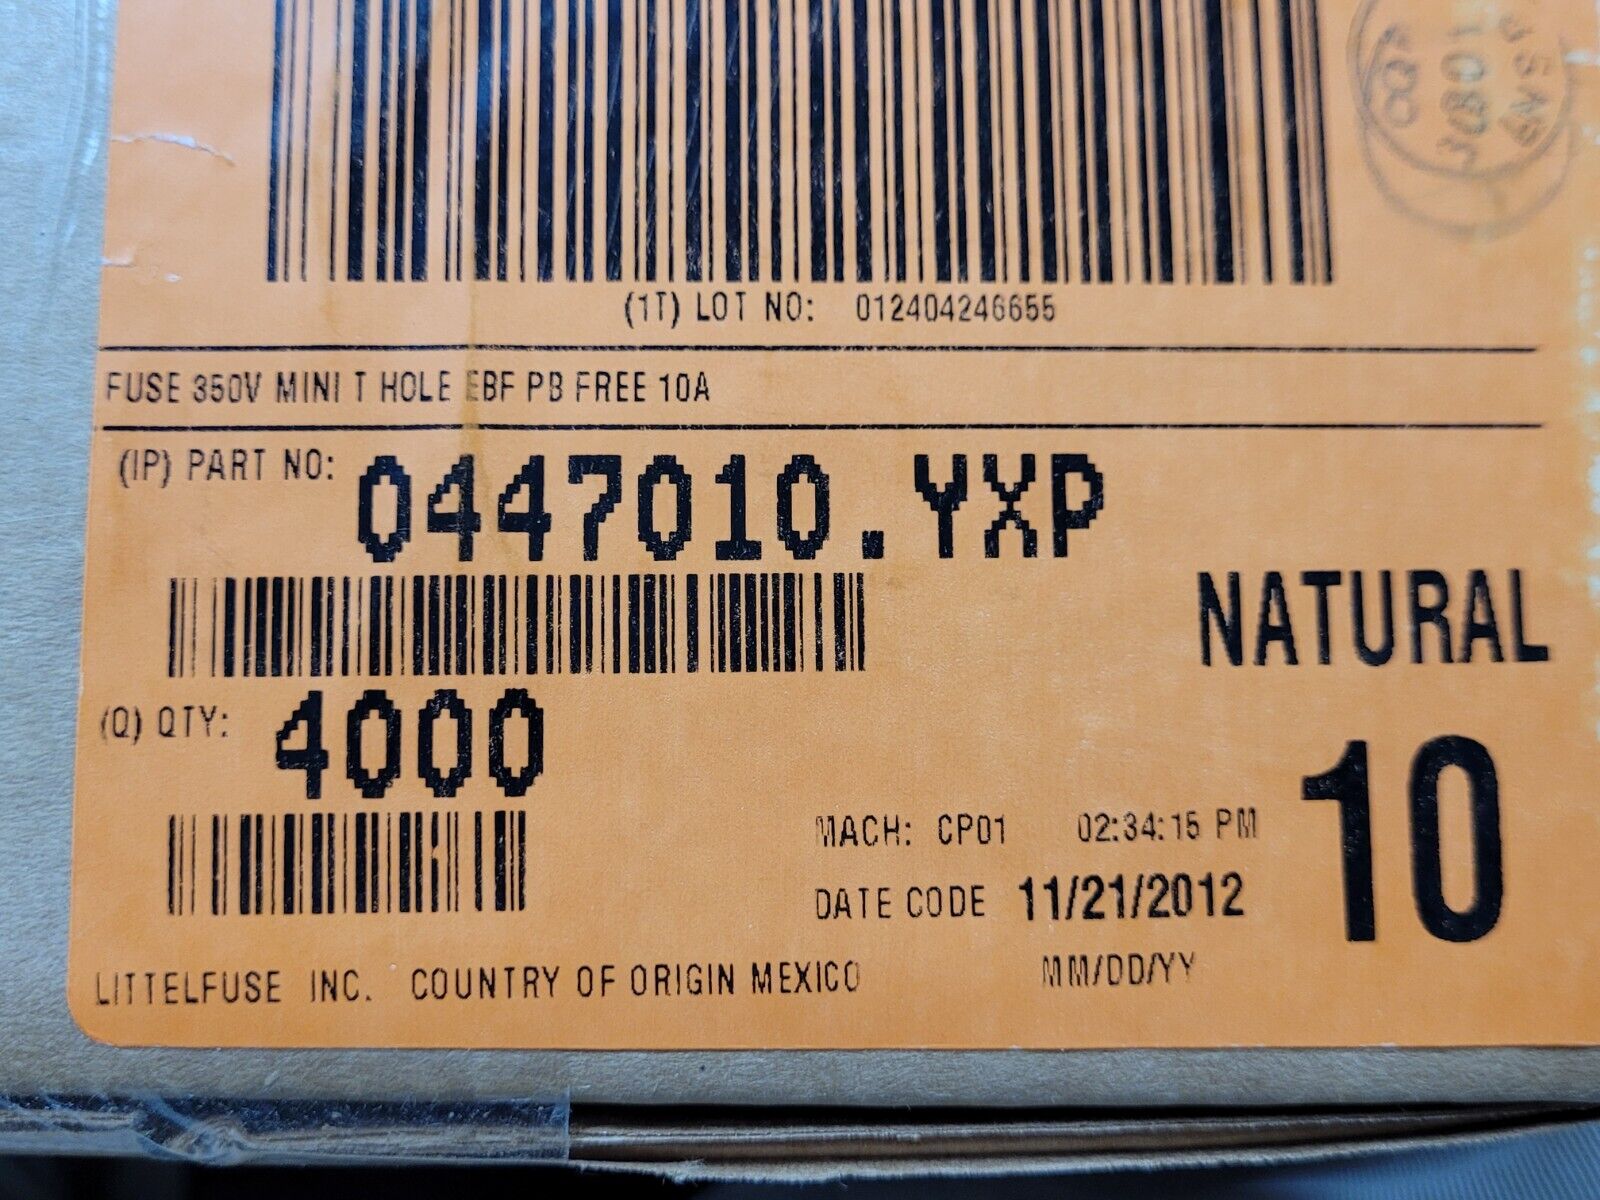 (1T) LOT NO: 012404246655
FUSE 350V MINI T HOLE EBF PB FREE 10A
(IP) PART NO: 0447010.YXP
NATURAL
(Q) QTY: 4000
10
MACH: CP01 02:34:15 PM
DATE CODE 11/21/2012
MM/DD/YY
LITTELFUSE INC. COUNTRY OF ORIGIN MEXICO